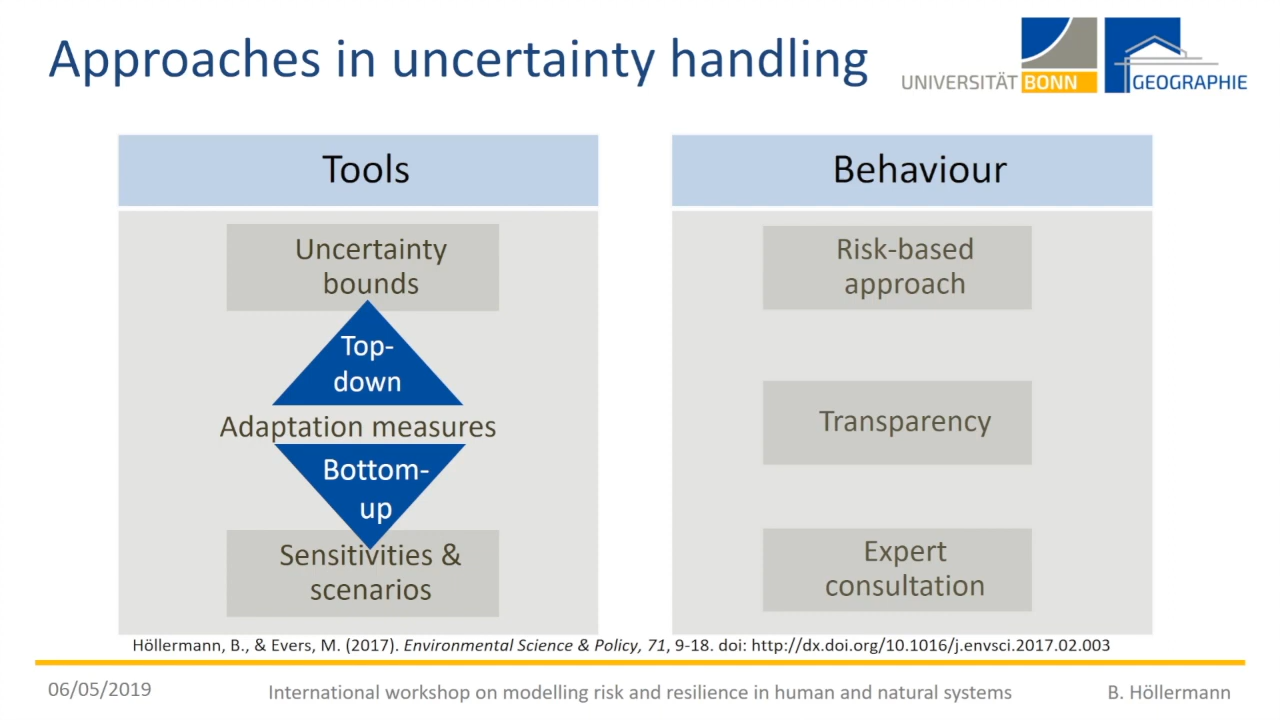 Approaches in uncertainty handling
UNIVERSITÄT BONN
GEOGRAPHIE
Tools
Uncertainty
bounds
Top-
down
Adaptation measures
Bottom-
up
Sensitivities &
scenarios
Behaviour
Risk-based
approach
Transparency
Expert
consultation
Höllermann, B., & Evers, M. (2017). Environmental Science & Policy, 71, 9-18. doi: http://dx.doi.org/10.1016/j.envsci.2017.02.003
06/05/2019
International workshop on modelling risk and resilience in human and natural systems
B. Höllermann